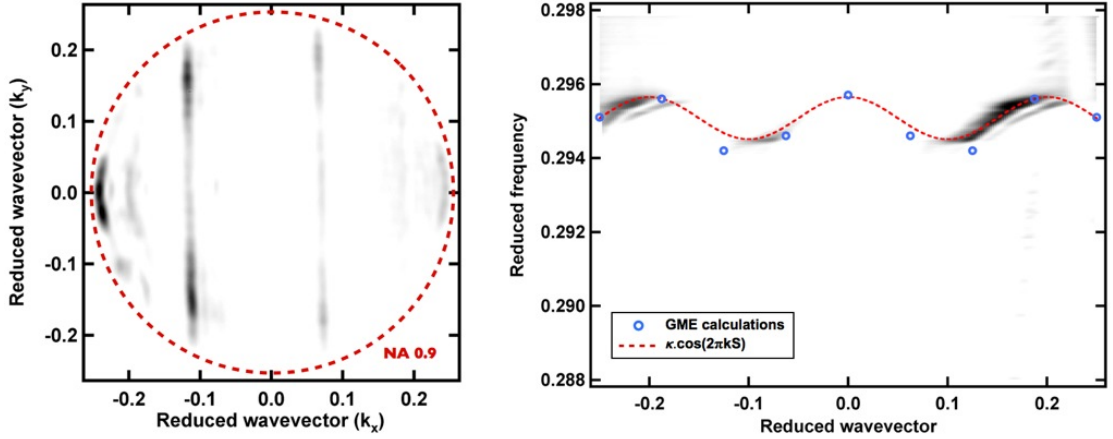 0.2
0.1
0.0
-0.1
-0.2
Reduced wavevector (ky)
NA 0.9
-0.2 -0.1 0.0 0.1 0.2
Reduced wavevector (kx)
0.298
0.296
0.294
0.292
0.290
0.288
Reduced frequency
GME calculations
κ.cos(2πkS)
-0.2 -0.1 0.0 0.1 0.2
Reduced wavevector